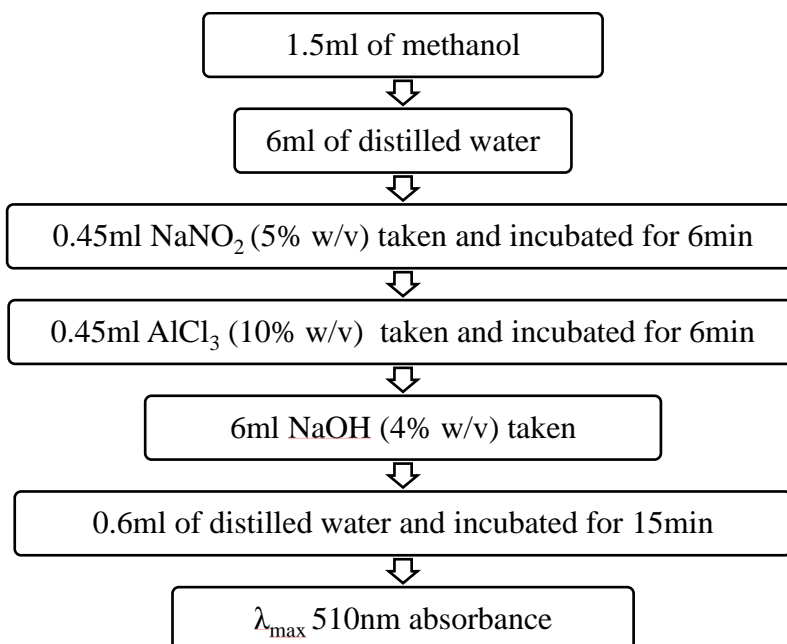 1.5ml of methanol
6ml of distilled water
0.45ml NaNO₂ (5% w/v) taken and incubated for 6min
0.45ml AlCl₃ (10% w/v) taken and incubated for 6min
6ml NaOH (4% w/v) taken
0.6ml of distilled water and incubated for 15min
λmax 510nm absorbance